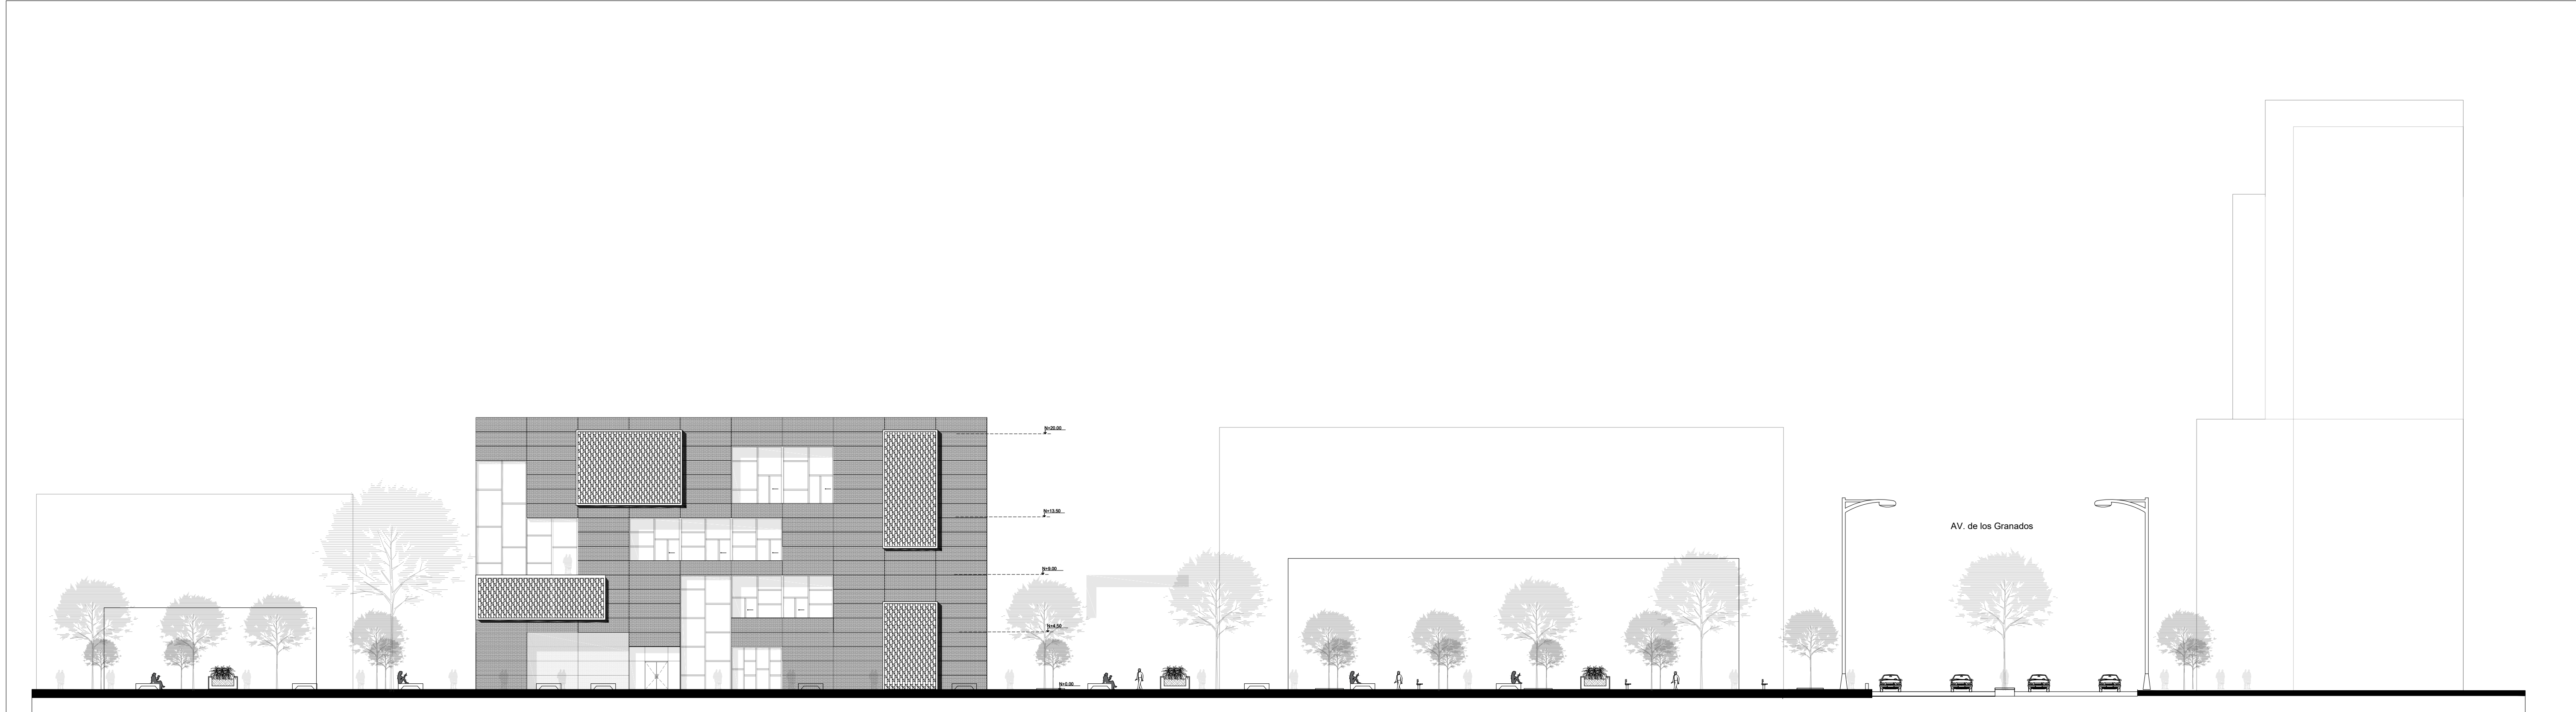 N=20.00
N=13.50
AV. de los Granados
N=9.00
N=4.50
N=0.00